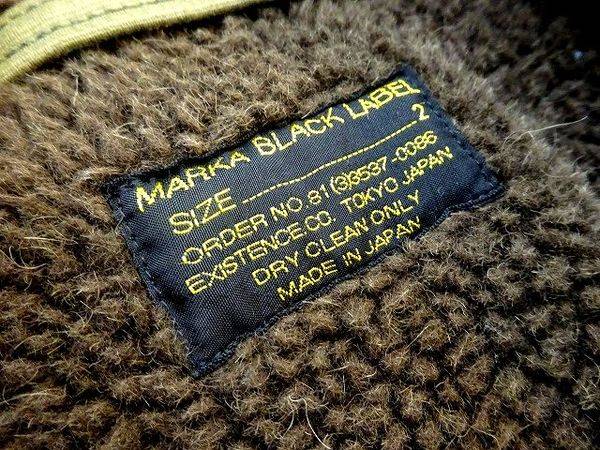 MARKA BLACK LABEL
SIZE 2
ORDER NO. 81 (3)3537-0086
EXISTENCE.CO. TOKYO JAPAN
DRY CLEAN ONLY
MADE IN JAPAN